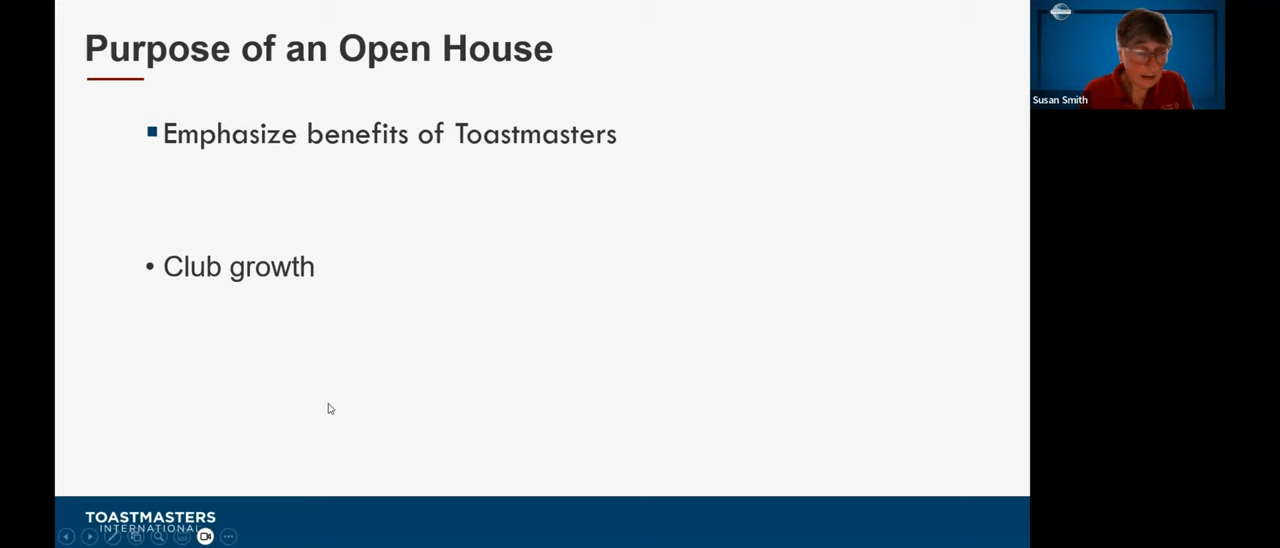 Purpose of an Open House
Emphasize benefits of Toastmasters
Club growth
Susan Smith
TOASTMASTERS
INTERNATIONAL